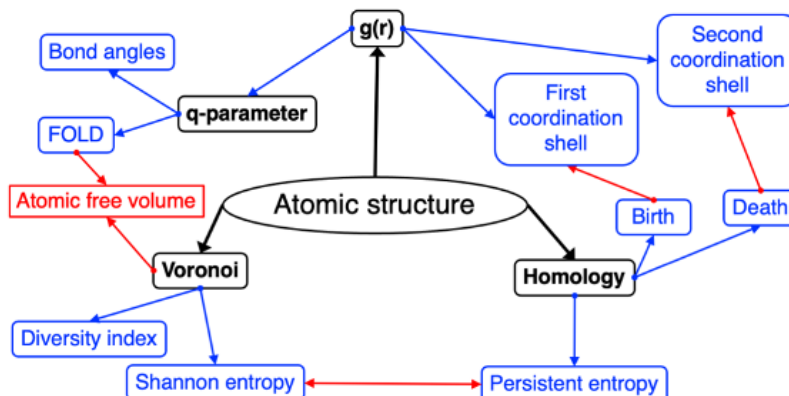 g(r)
Bond angles
Second
coordination
shell
First
coordination
shell
q-parameter
FOLD
Atomic free volume
Atomic structure
Birth
Death
Voronoi
Homology
Diversity index
Shannon entropy
Persistent entropy